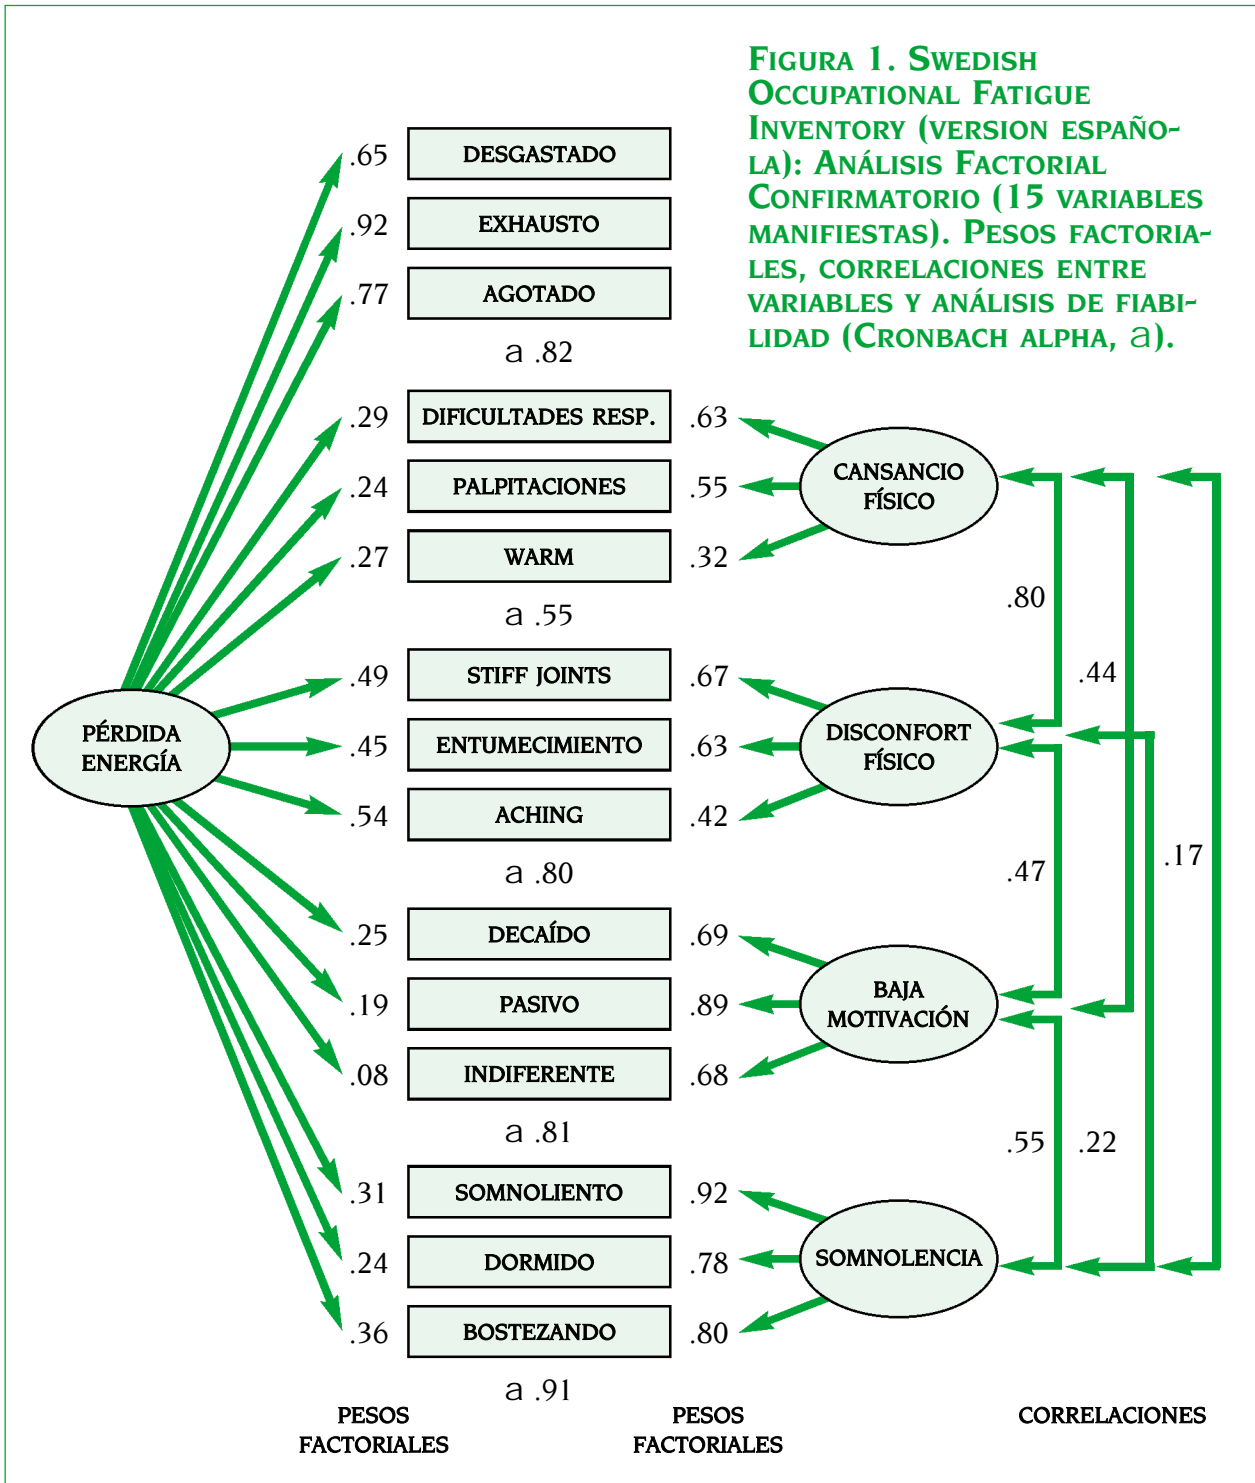 FIGURA 1. SWEDISH
OCCUPATIONAL FATIGUE
INVENTORY (VERSION ESPAÑO-
LA): ANÁLISIS FACTORIAL
CONFIRMATORIO (15 VARIABLES
MANIFIESTAS). PESOS FACTORIA-
LES, CORRELACIONES ENTRE
VARIABLES Y ANÁLISIS DE FIABI-
LIDAD (CRONBACH ALPHA, a).
.65 DESGASTADO
.92 EXHAUSTO
.77 AGOTADO
a .82
.29 DIFICULTADES RESP. .63
.24 PALPITACIONES .55
.27 WARM .32
a .55
CANSANCIO
FÍSICO
.80
.44
.49 STIFF JOINTS .67
.45 ENTUMECIMIENTO .63
.54 ACHING .42
a .80
PÉRDIDA
ENERGÍA
DISCONFORT
FÍSICO
.47
.17
.25 DECAÍDO .69
.19 PASIVO .89
.08 INDIFERENTE .68
a .81
BAJA
MOTIVACIÓN
.55
.22
.31 SOMNOLIENTO .92
.24 DORMIDO .78
.36 BOSTEZANDO .80
a .91
SOMNOLENCIA
PESOS
FACTORIALES
PESOS
FACTORIALES
CORRELACIONES